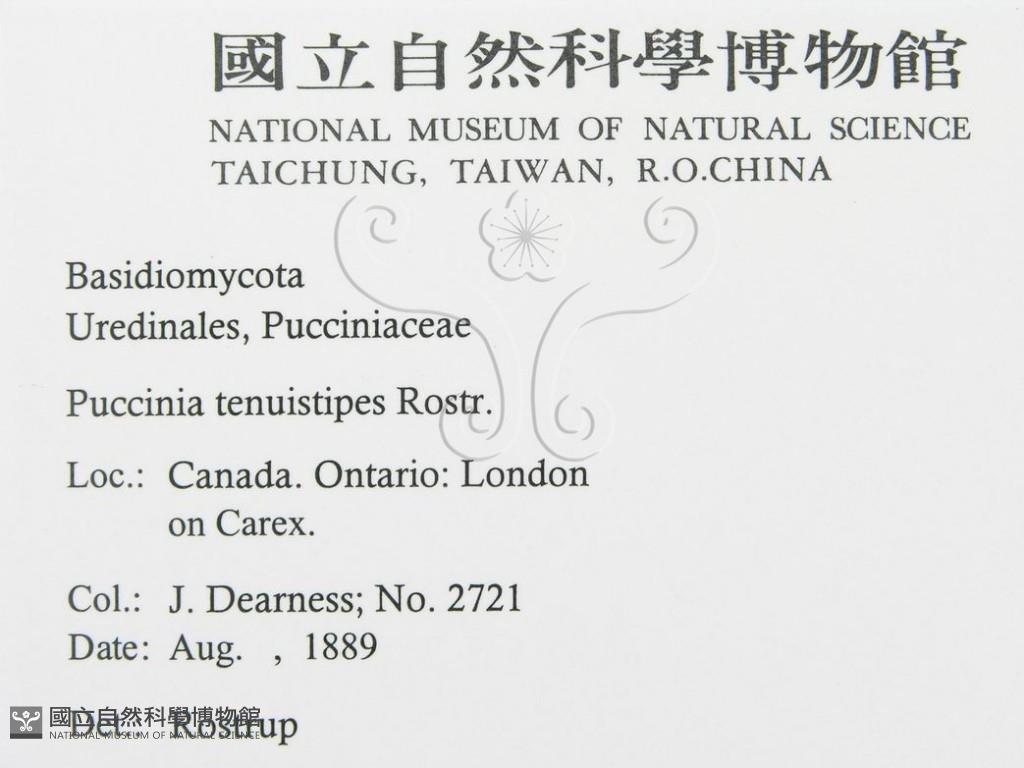 國立自然科學博物館
NATIONAL MUSEUM OF NATURAL SCIENCE
TAICHUNG, TAIWAN, R.O.CHINA
Basidiomycota
Uredinales, Pucciniaceae
Puccinia tenuistipes Rostr.
Loc.: Canada. Ontario: London
on Carex.
Col.: J. Dearness; No. 2721
Date: Aug. , 1889
Det.: Rostrup
國立自然科學博物館
NATIONAL MUSEUM OF NATURAL SCIENCE